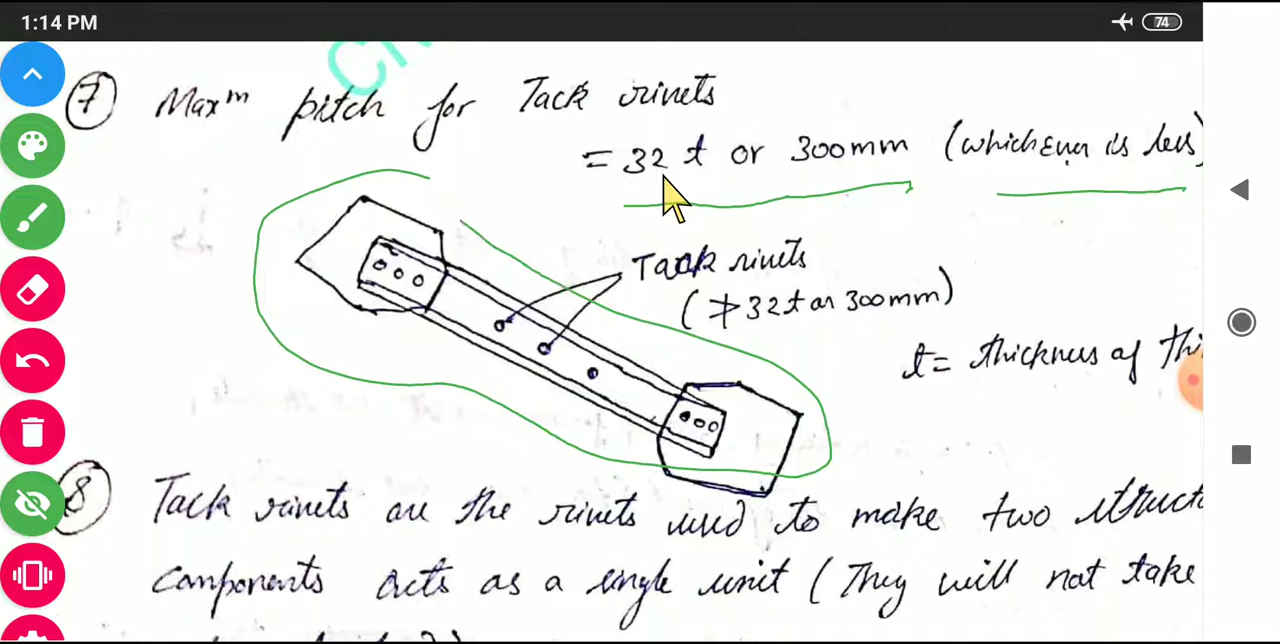 1:14 PM
74
⑦ Maxᵐ pitch for Tack rivets
= 32 t or 300mm (whichever is less)
Tack rivets
(≯32t or 300mm)
t = thickness of thi
⑧ Tack rivets are the rivets used to make two struct
components acts as a single unit (They will not take